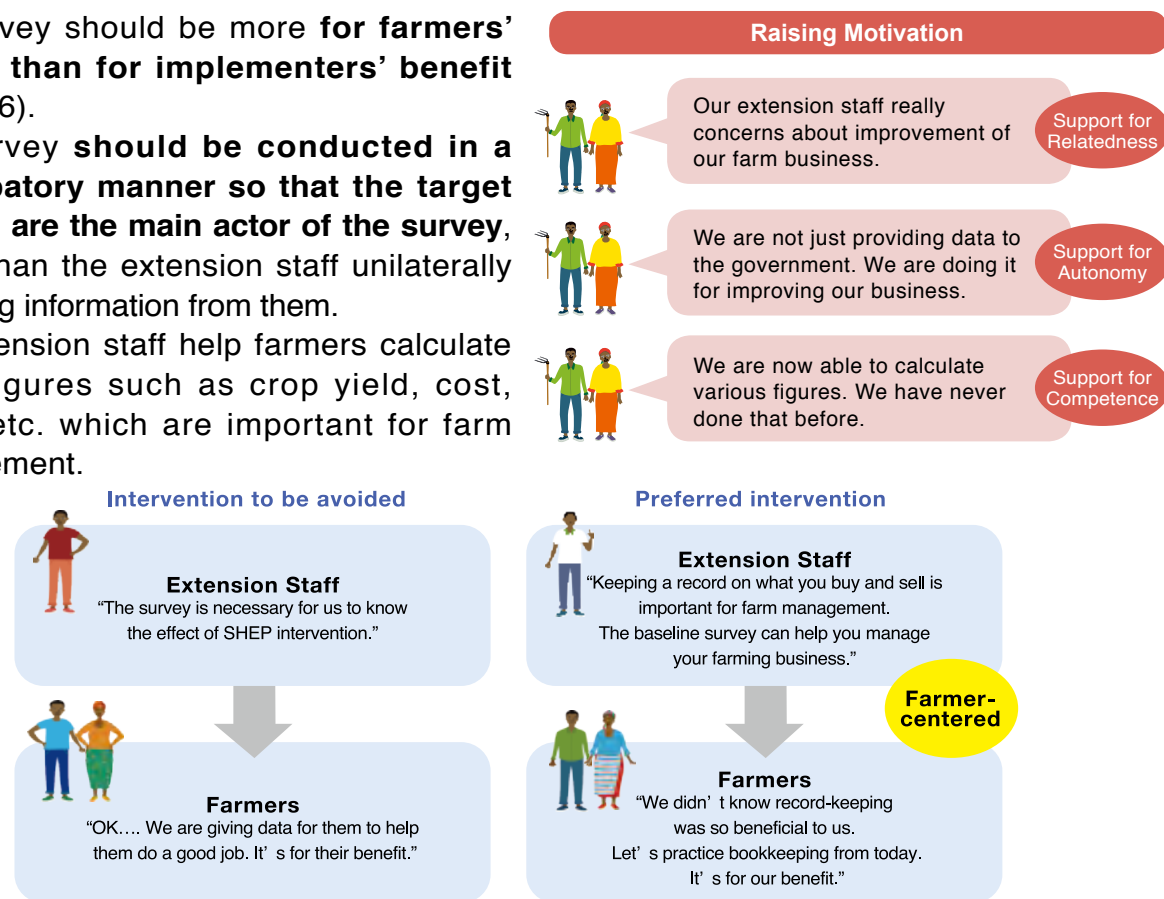 vey should be more for farmers’
than for implementers’ benefit
6).
rvey should be conducted in a
patory manner so that the target
are the main actor of the survey,
han the extension staff unilaterally
g information from them.
ension staff help farmers calculate
igures such as crop yield, cost,
etc. which are important for farm
ement.
Raising Motivation
Our extension staff really
concerns about improvement of
our farm business.
Support for
Relatedness
We are not just providing data to
the government. We are doing it
for improving our business.
Support for
Autonomy
We are now able to calculate
various figures. We have never
done that before.
Support for
Competence
Intervention to be avoided
Extension Staff
“The survey is necessary for us to know
the effect of SHEP intervention.”
Farmers
“OK.... We are giving data for them to help
them do a good job. It’ s for their benefit.”
Preferred intervention
Extension Staff
“Keeping a record on what you buy and sell is
important for farm management.
The baseline survey can help you manage
your farming business.”
Farmer-
centered
Farmers
“We didn’ t know record-keeping
was so beneficial to us.
Let’ s practice bookkeeping from today.
It’ s for our benefit.”